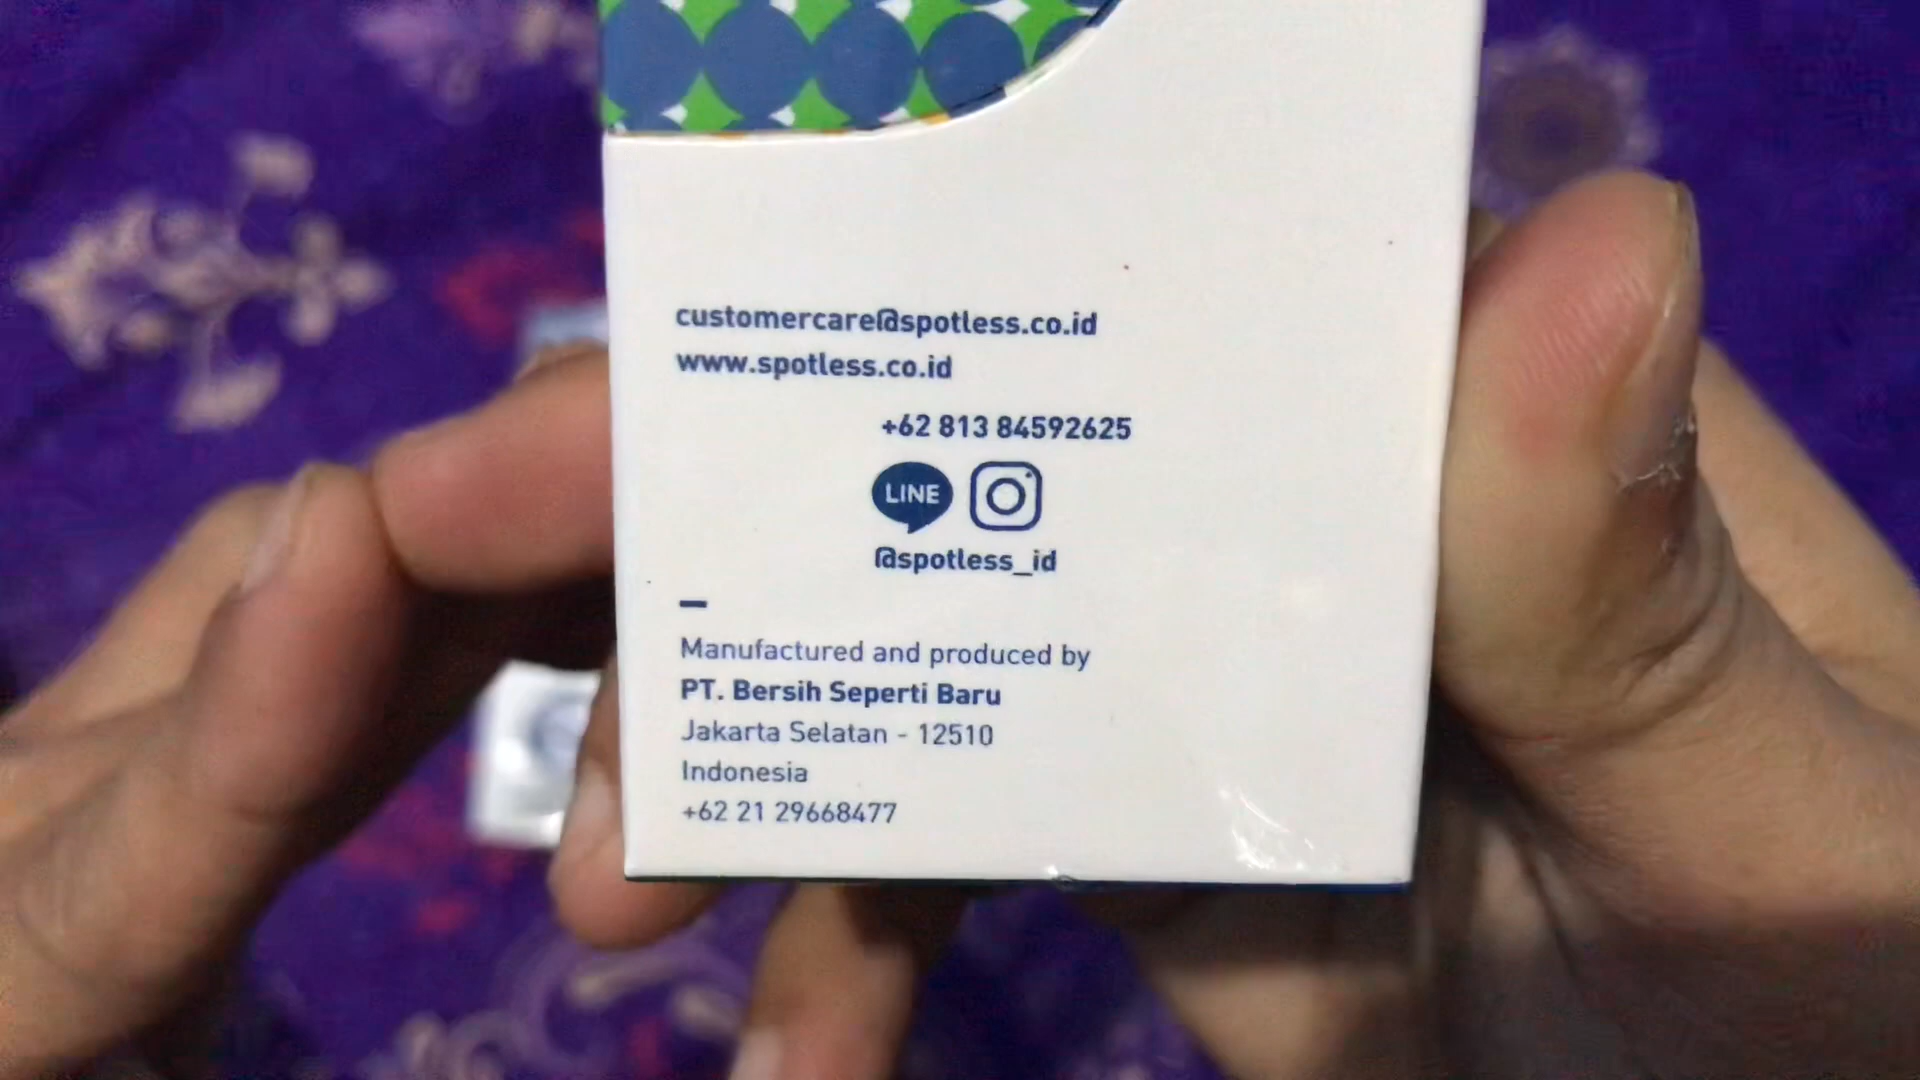 customercare@spotless.co.id
www.spotless.co.id
+62 813 84592625
LINE
@spotless_id
Manufactured and produced by
PT. Bersih Seperti Baru
Jakarta Selatan - 12510
Indonesia
+62 21 29668477